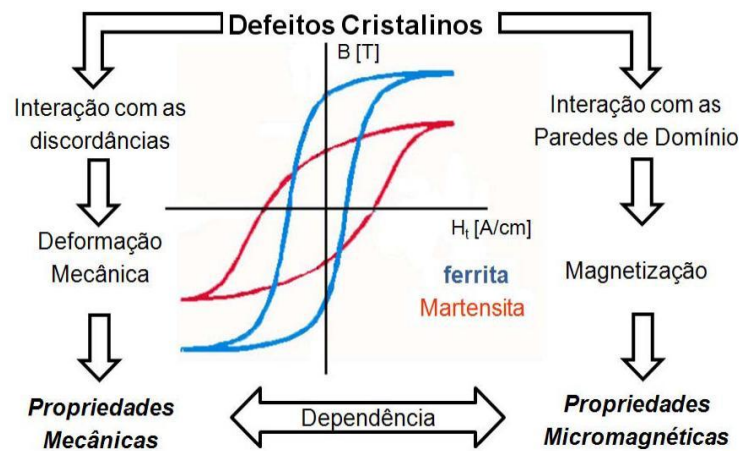 Defeitos Cristalinos
B [T]
Interação com as
discordâncias
Interação com as
Paredes de Domínio
Ht [A/cm]
Deformação
Mecânica
ferrita
Martensita
Magnetização
Propriedades
Mecânicas
Dependência
Propriedades
Micromagnéticas